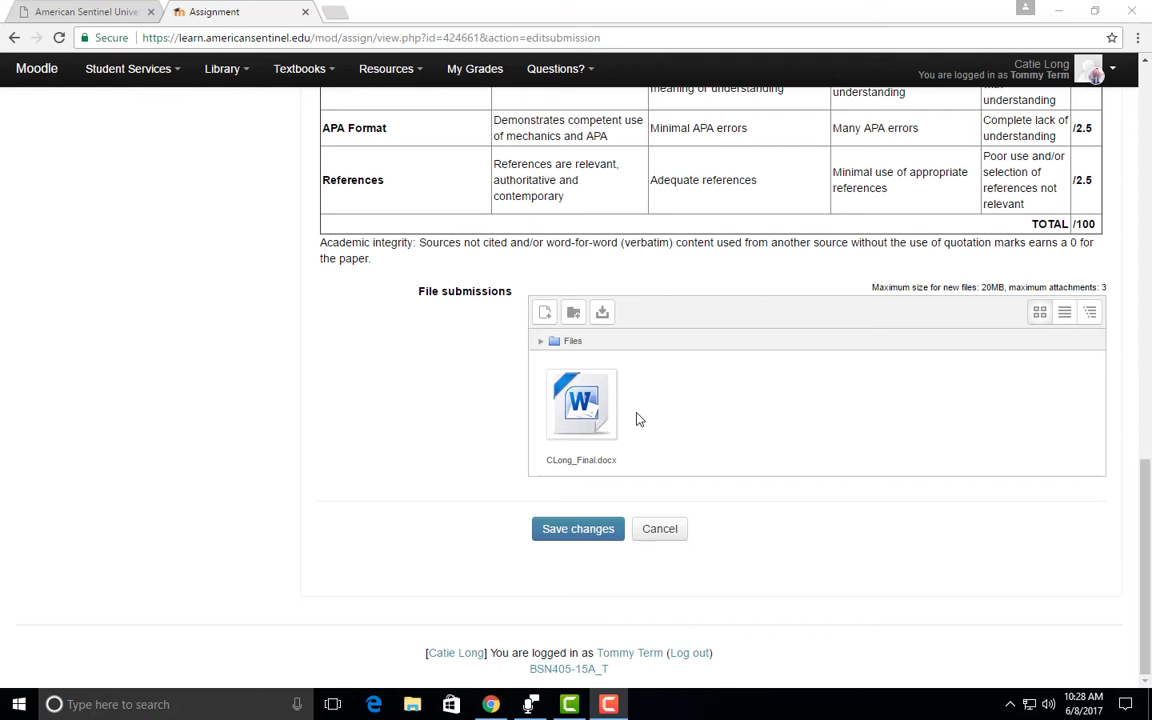 American Sentinel Unive
Assignment
Secure
https://learn.americansentinel.edu/mod/assign/view.php?id=424661&action=editsubmission
Moodle
Student Services
Library
Textbooks
Resources
My Grades
Questions?
Catie Long
You are logged in as Tommy Term
meaning or understanding
understanding
understanding
APA Format
Demonstrates competent use
of mechanics and APA
Minimal APA errors
Many APA errors
Complete lack of
understanding
/2.5
References
References are relevant,
authoritative and
contemporary
Adequate references
Minimal use of appropriate
references
Poor use and/or
selection of
references not
relevant
/2.5
TOTAL /100
Academic integrity: Sources not cited and/or word-for-word (verbatim) content used from another source without the use of quotation marks earns a 0 for
the paper.
File submissions
Maximum size for new files: 20MB, maximum attachments: 3
Files
W
CLong_Final.docx
Save changes
Cancel
[Catie Long] You are logged in as Tommy Term (Log out)
BSN405-15A_T
Type here to search
10:28 AM
6/8/2017